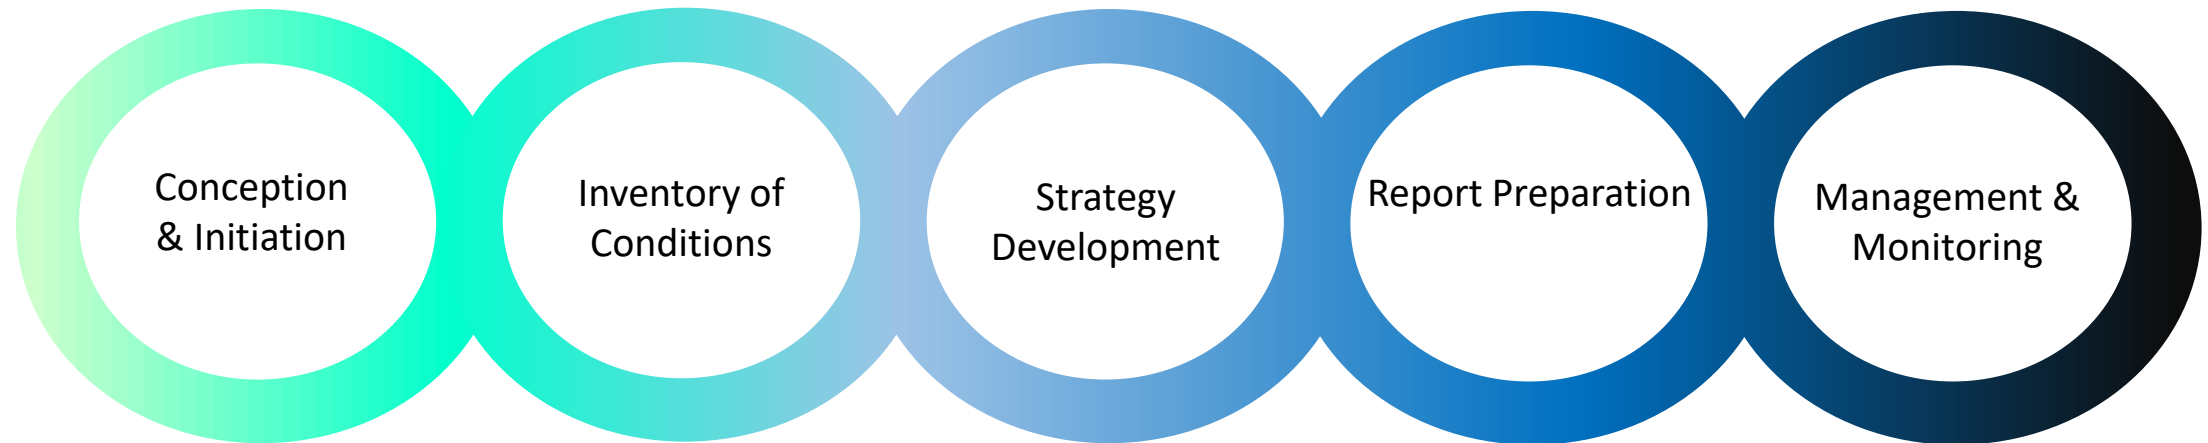 Conception
& Initiation
Inventory of
Conditions
Strategy
Development
Report Preparation
Management &
Monitoring